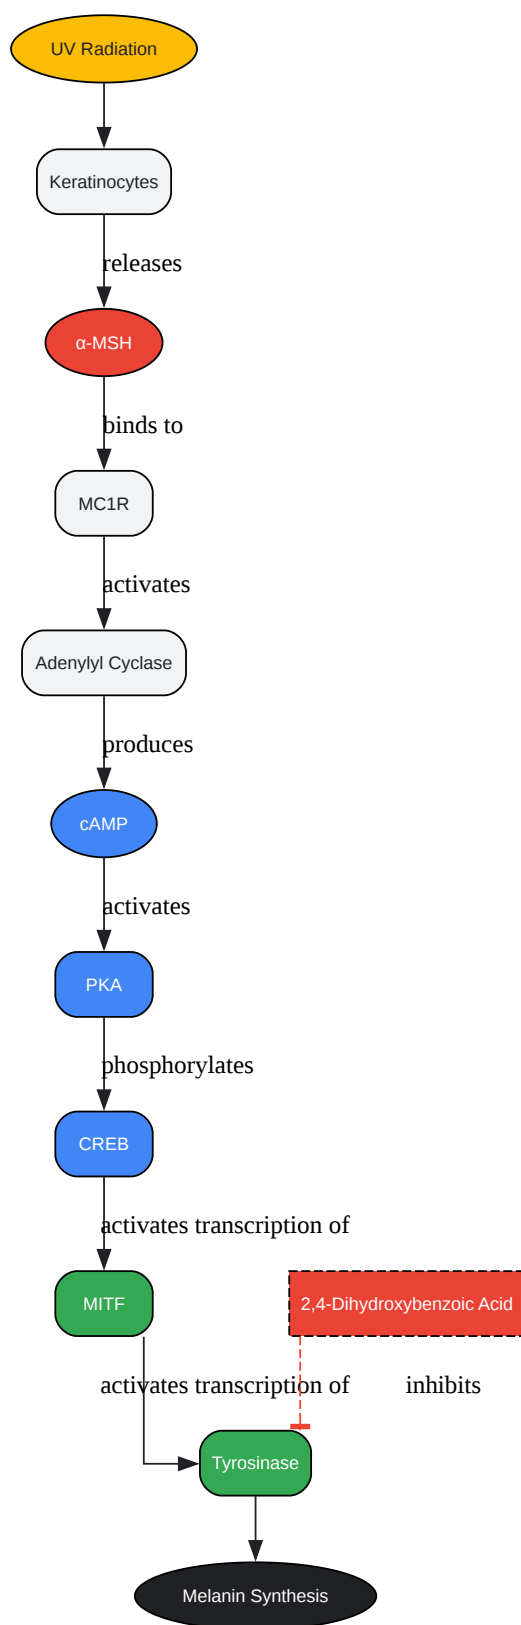 UV Radiation
Keratinocytes
releases
α-MSH
binds to
MC1R
activates
Adenylyl Cyclase
produces
cAMP
activates
PKA
phosphorylates
CREB
activates transcription of
MITF
2,4-Dihydroxybenzoic Acid
activates transcription of
inhibits
Tyrosinase
Melanin Synthesis